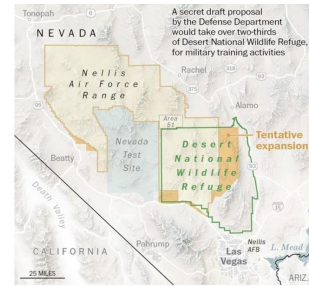 Tonopah
A secret draft proposal
by the Defense Department
would take over two-thirds
of Desert National Wildlife Refuge,
for military training activities
NEVADA
Nellis
Air Force
Range
Rachel
Alamo
Area
51
Tentative
expansion
95
Nevada
Test
Site
Desert
National
Wildlife
Refuge
93
Beatty
Death Valley
CALIFORNIA
Pahrump
Nellis
AFB
Las
Vegas
L. Mead
ARIZ.
25 MILES